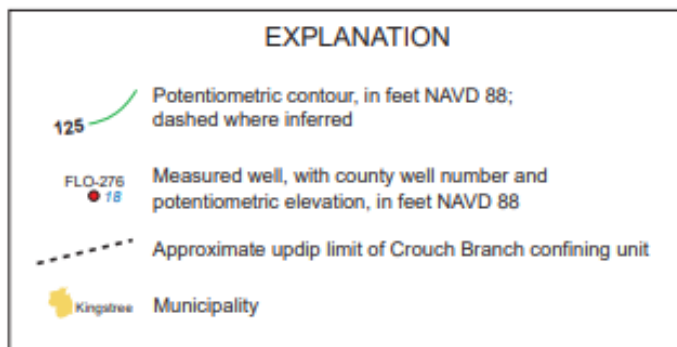 EXPLANATION
125
Potentiometric contour, in feet NAVD 88;
dashed where inferred
FLO-276
18
Measured well, with county well number and
potentiometric elevation, in feet NAVD 88
Approximate updip limit of Crouch Branch confining unit
Kingstree
Municipality